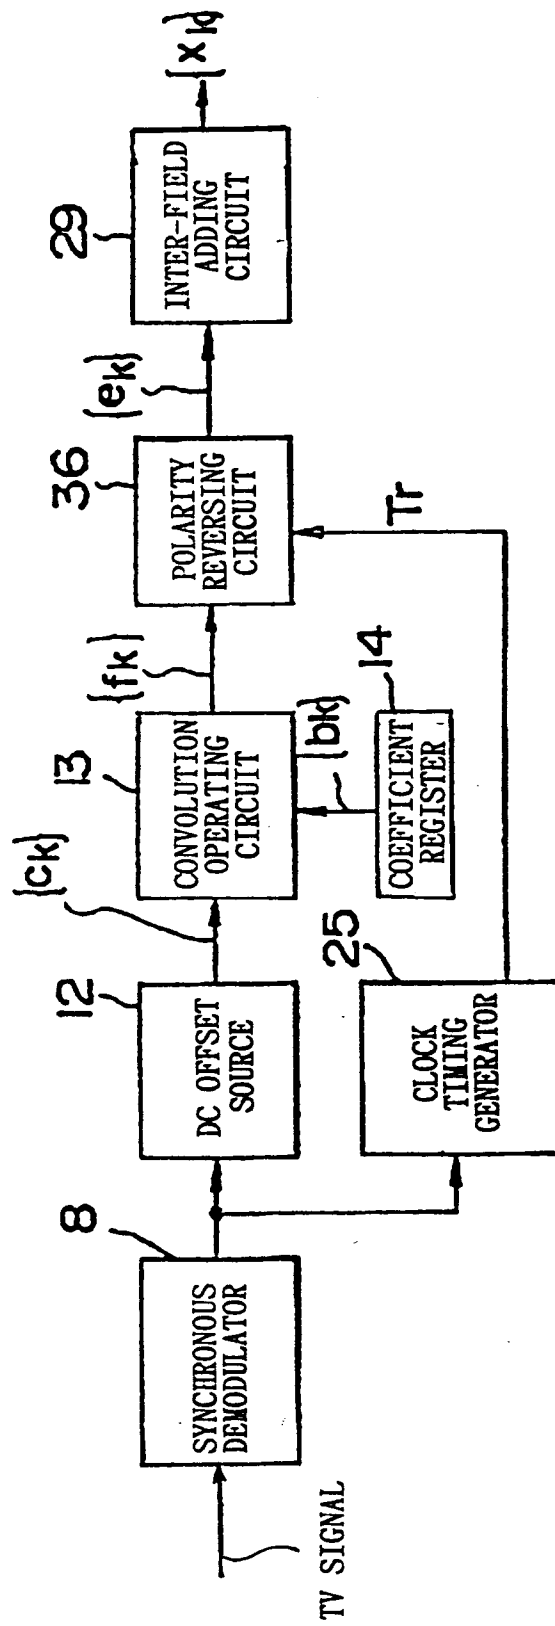 TV SIGNAL
8
SYNCHRONOUS
DEMODULATOR
12
DC OFFSET
SOURCE
{ck}
13
CONVOLUTION
OPERATING
CIRCUIT
{bk}
14
COEFFICIENT
REGISTER
{fk}
36
POLARITY
REVERSING
CIRCUIT
{ek}
29
INTER-FIELD
ADDING
CIRCUIT
{xk}
25
CLOCK
TIMING
GENERATOR
Tr